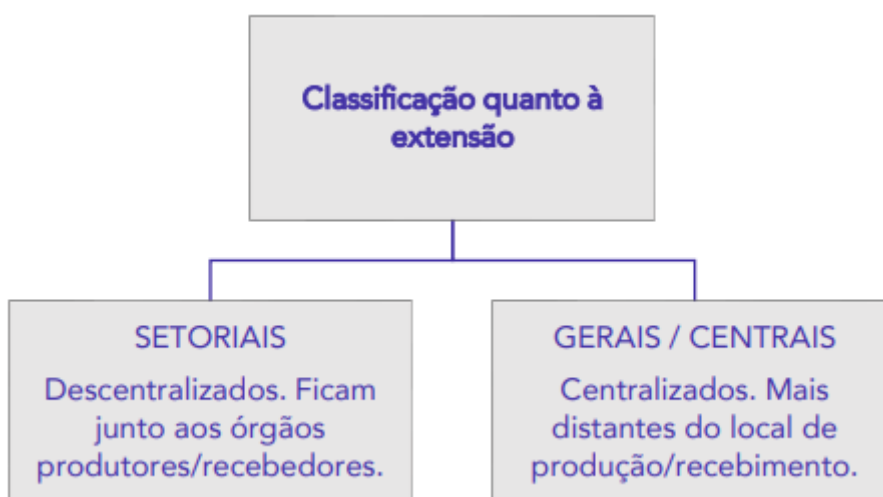 Classificação quanto à
extensão
SETORIAIS
Descentralizados. Ficam
junto aos órgãos
produtores/recebedores.
GERAIS / CENTRAIS
Centralizados. Mais
distantes do local de
produção/recebimento.